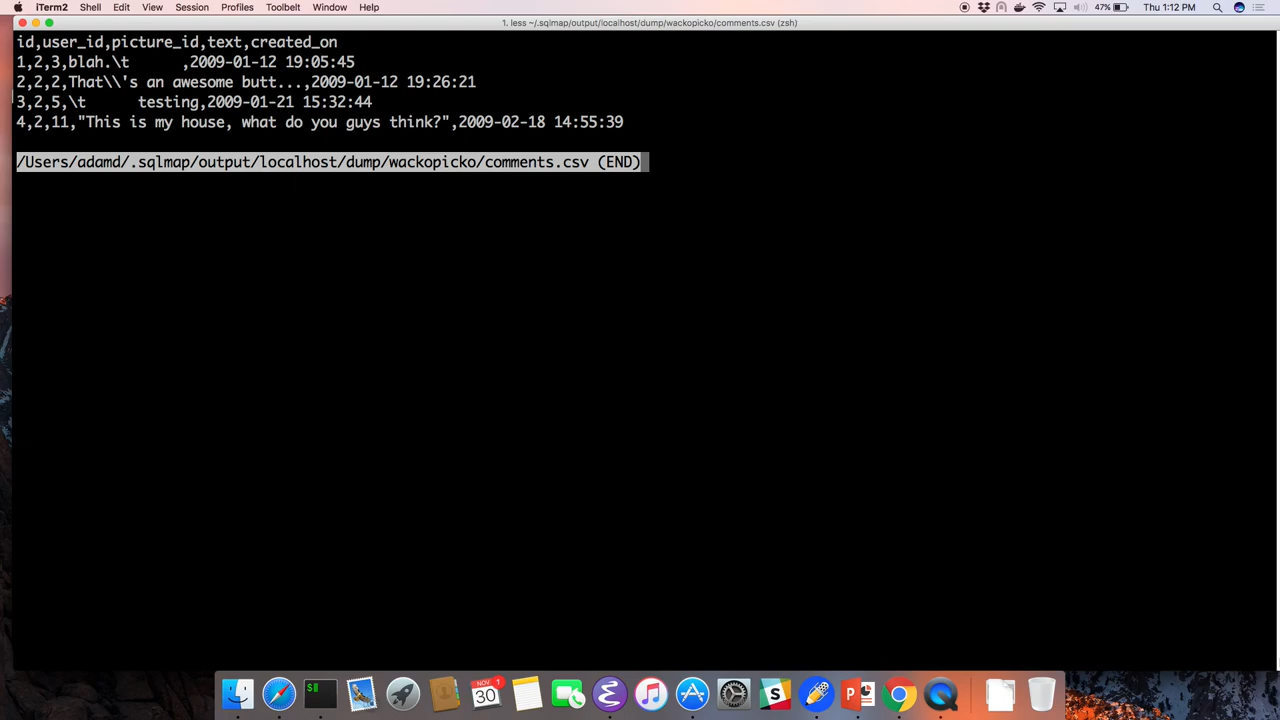 iTerm2 Shell Edit View Session Profiles Toolbelt Window Help 47% Thu 1:12 PM
1. less ~/.sqlmap/output/localhost/dump/wackopicko/comments.csv (zsh)
id,user_id,picture_id,text,created_on
1,2,3,blah.\t      ,2009-01-12 19:05:45
2,2,2,That\\'s an awesome butt...,2009-01-12 19:26:21
3,2,5,\t      testing,2009-01-21 15:32:44
4,2,11,"This is my house, what do you guys think?",2009-02-18 14:55:39
/Users/adamd/.sqlmap/output/localhost/dump/wackopicko/comments.csv (END)
NOV 1
30